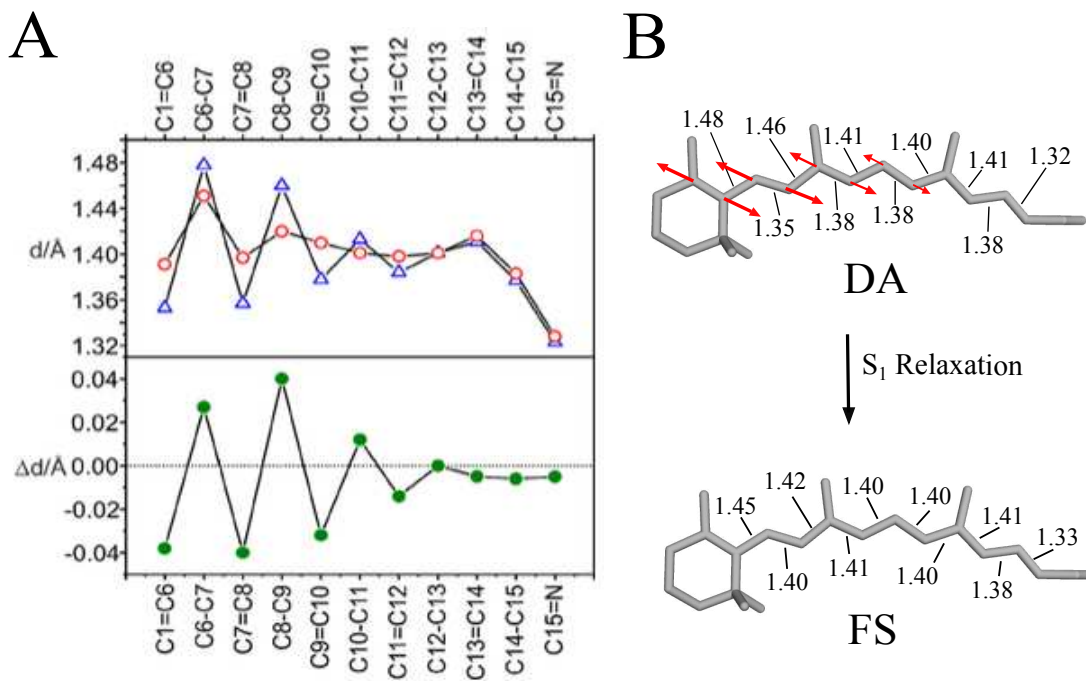 A
C1=C6
C6-C7
C7=C8
C8-C9
C9=C10
C10-C11
C11=C12
C12-C13
C13=C14
C14-C15
C15=N
1.48
1.44
1.40
1.36
1.32
d/Å
0.04
0.02
0.00
-0.02
-0.04
Δd/Å
C1=C6
C6-C7
C7=C8
C8-C9
C9=C10
C10-C11
C11=C12
C12-C13
C13=C14
C14-C15
C15=N
B
1.48
1.46
1.41
1.40
1.41
1.32
1.35
1.38
1.38
1.38
DA
S₁ Relaxation
1.45
1.42
1.40
1.40
1.41
1.33
1.40
1.41
1.40
1.38
FS